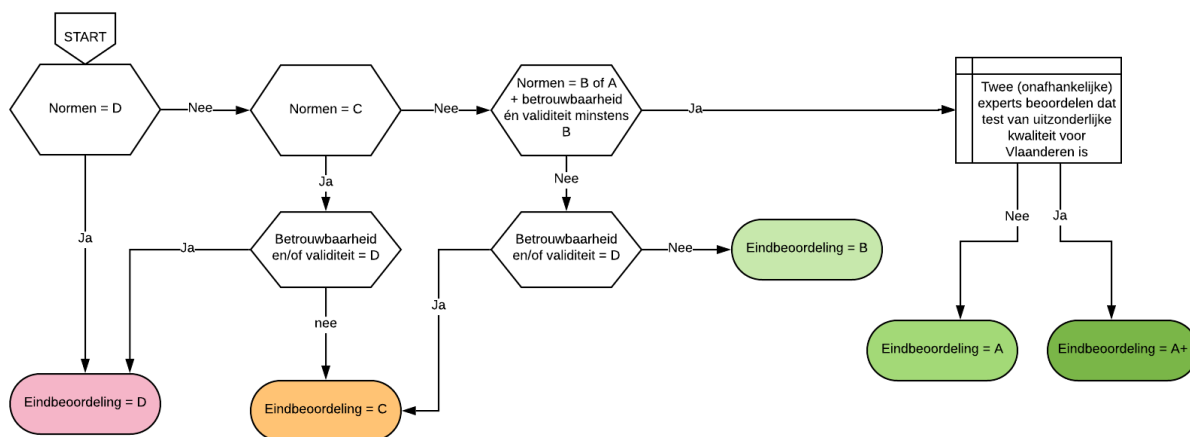 START
Normen = D
Nee
Normen = C
Nee
Normen = B of A
+ betrouwbaarheid
én validiteit minstens
B
Ja
Twee (onafhankelijke)
experts beoordelen dat
test van uitzonderlijke
kwaliteit voor
Vlaanderen is
Ja
Ja
Nee
Nee
Ja
Betrouwbaarheid
en/of validiteit = D
Ja
Betrouwbaarheid
en/of validiteit = D
Nee
Eindbeoordeling = B
nee
Ja
Eindbeoordeling = D
Eindbeoordeling = C
Eindbeoordeling = A
Eindbeoordeling = A+